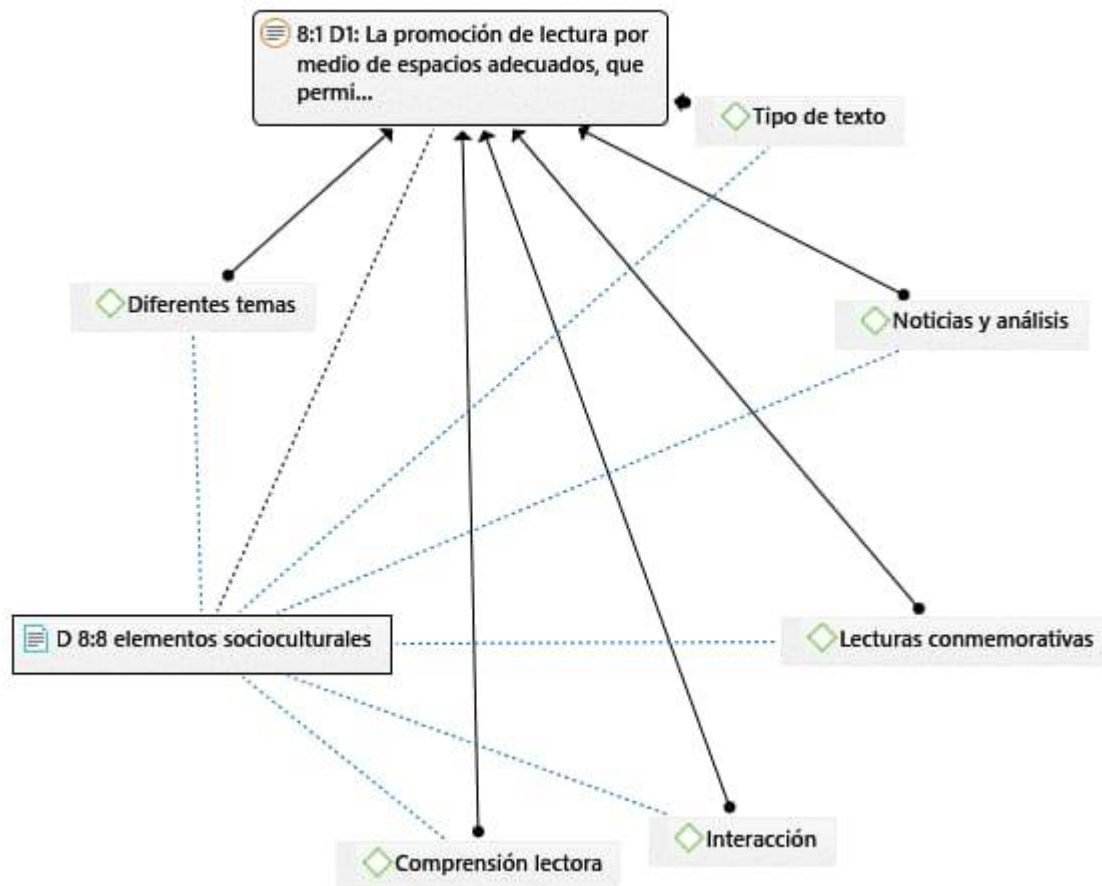 8:1 D1: La promoción de lectura por
medio de espacios adecuados, que
permi...
Tipo de texto
Diferentes temas
Noticias y análisis
D 8:8 elementos socioculturales
Lecturas conmemorativas
Interacción
Comprensión lectora